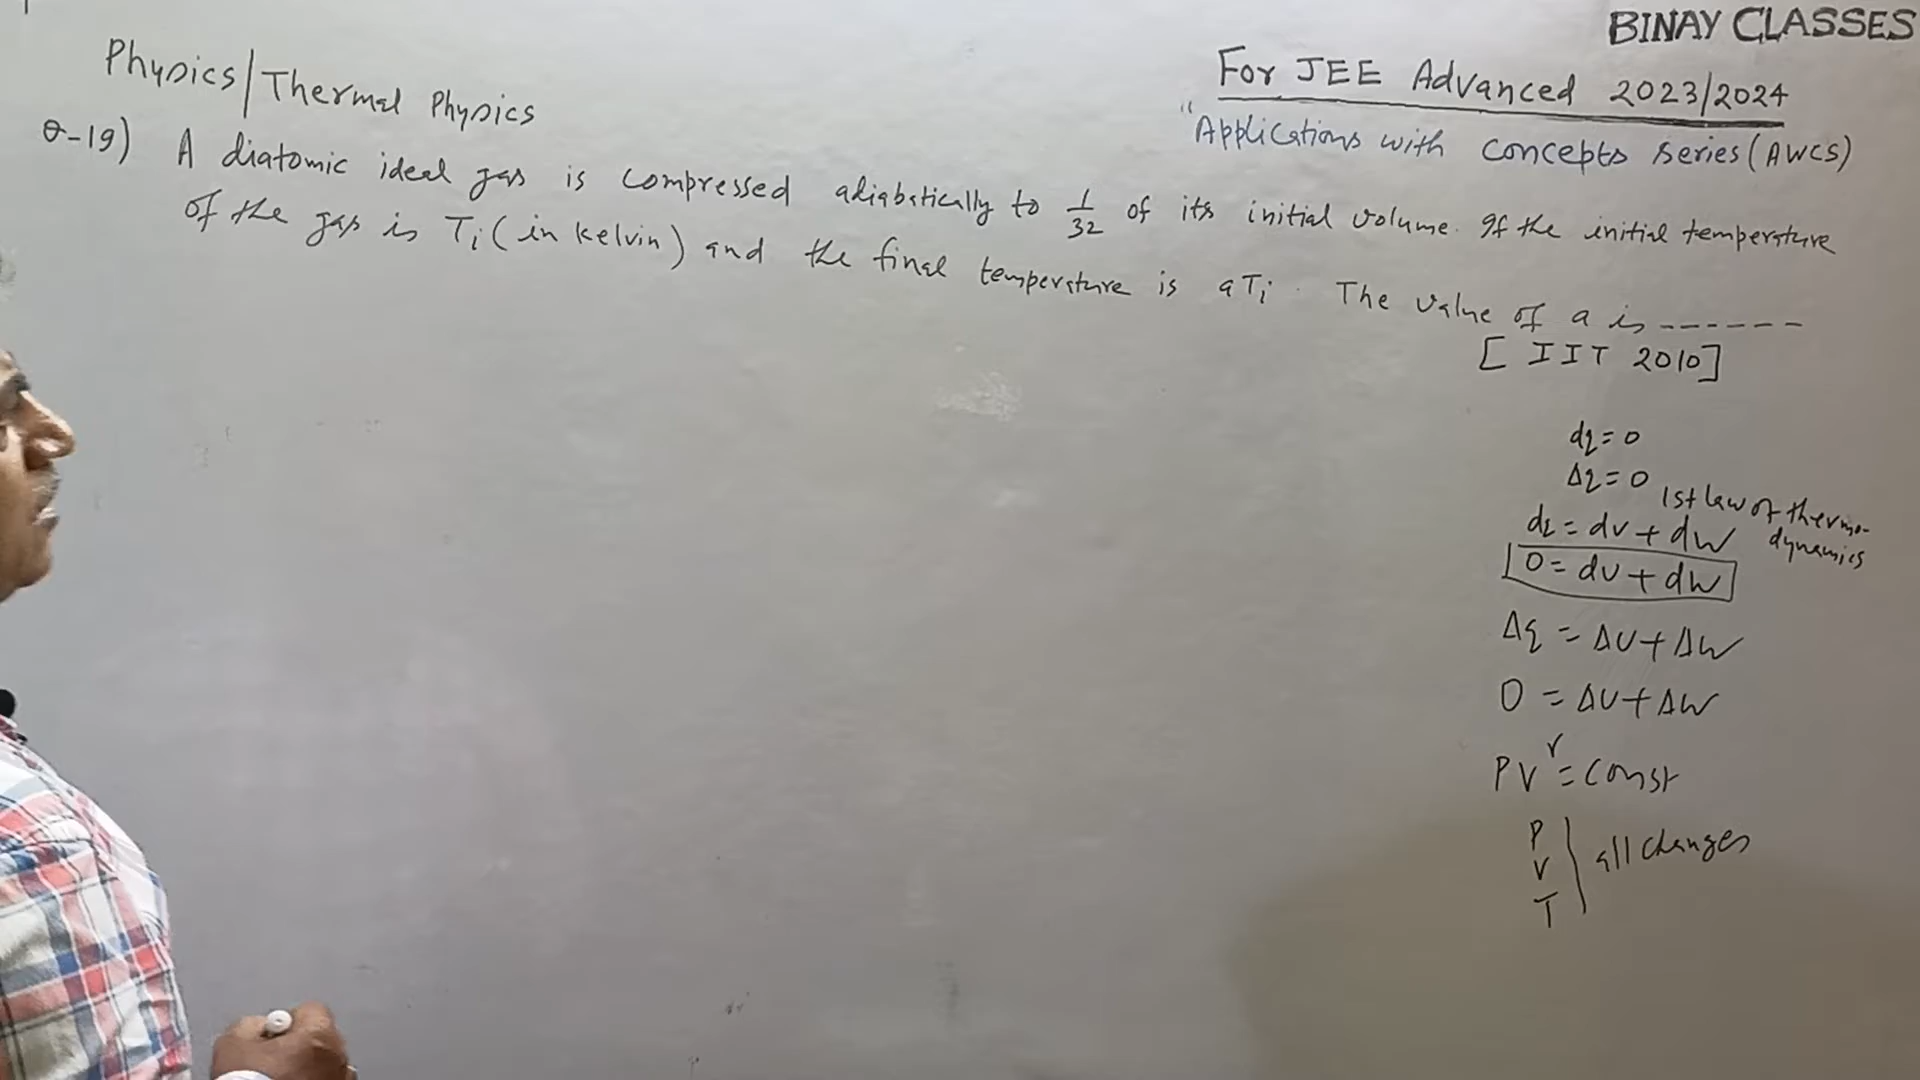 BINAY CLASSES
Physics/Thermal Physics
For JEE Advanced 2023/2024
"Applications with concepts series (AWCS)
Q-19) A diatomic ideal gas is compressed adiabatically to 1/32 of its initial volume. If the initial temperature
of the gas is Ti (in kelvin) and the final temperature is aTi. The value of a is ------
[IIT 2010]
dq = 0
Δq = 0
1st law of thermo-
dynamics
dq = dU + dW
0 = dU + dW
Δq = ΔU + ΔW
0 = ΔU + ΔW
PV^γ = Const
P
V
T
all changes